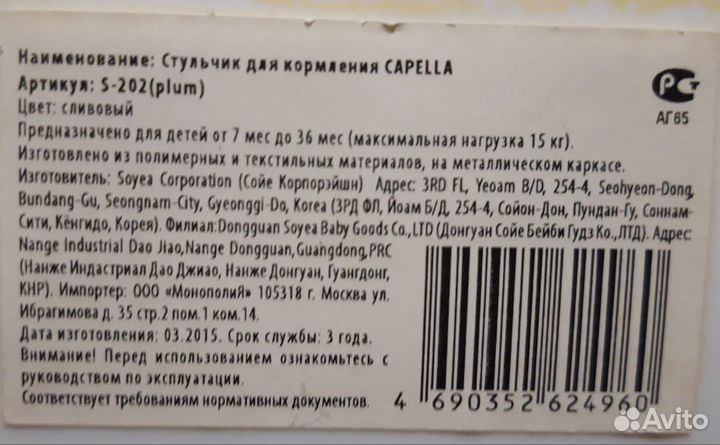 Наименование: Стульчик для кормления CAPELLA
Артикул: S-202(plum)
Цвет: сливовый
АГ65
Предназначено для детей от 7 мес до 36 мес (максимальная нагрузка 15 кг).
Изготовлено из полимерных и текстильных материалов, на металлическом каркасе.
Изготовитель: Soyea Corporation (Сойе Корпорэйшн) Адрес: 3RD FL, Yeoam B/D, 254-4, Seohyeon-Dong,
Bundang-Gu, Seongnam-City, Gyeonggi-Do, Korea (3РД ФЛ, Йоам Б/Д, 254-4, Сойон-Дон, Пундан-Гу, Соннам-
Сити, Кёнгидо, Корея). Филиал:Dongguan Soyea Baby Goods Co.,LTD (Донгуан Сойе Бейби Гудз Ко.,ЛТД). Адрес:
Nange Industrial Dao Jiao,Nange Dongguan,Guangdong,PRC
(Нанже Индастриал Дао Джиао, Нанже Донгуан, Гуангдонг,
КНР). Импортер: ООО «МонополиЯ» 105318 г. Москва ул.
Ибрагимова д. 35 стр.2 пом.1 ком.14.
Дата изготовления: 03.2015. Срок службы: 3 года.
Внимание! Перед использованием ознакомьтесь с
руководством по эксплуатации.
Соответствует требованиям нормативных документов.
4 690352 624960
Avito